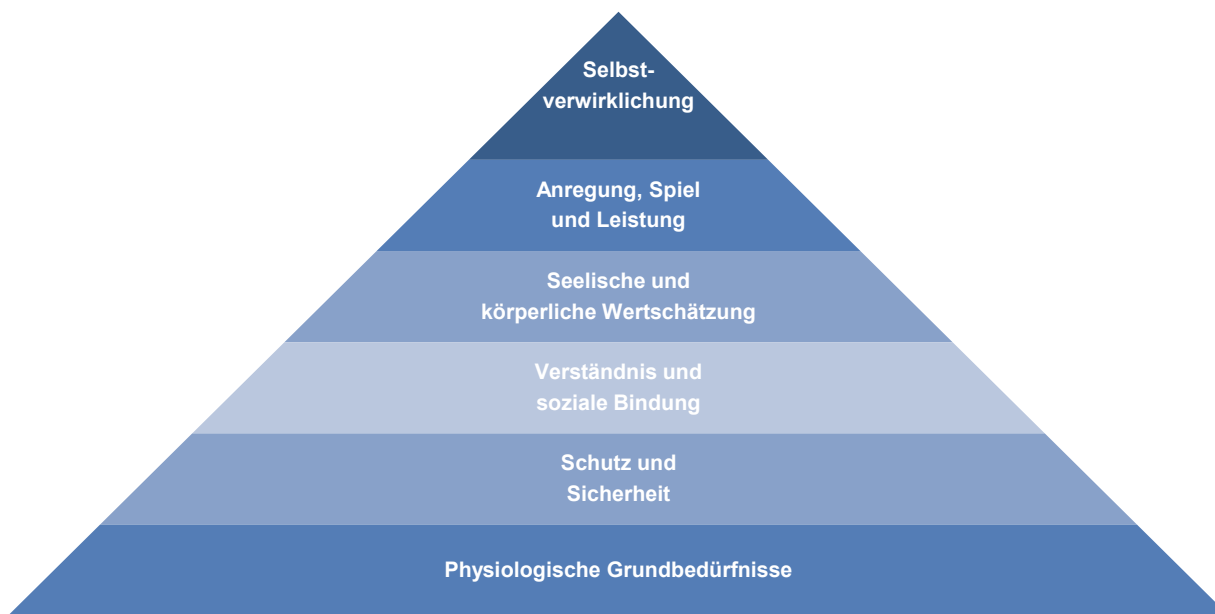 Selbst-
verwirklichung
Anregung, Spiel
und Leistung
Seelische und
körperliche Wertschätzung
Verständnis und
soziale Bindung
Schutz und
Sicherheit
Physiologische Grundbedürfnisse